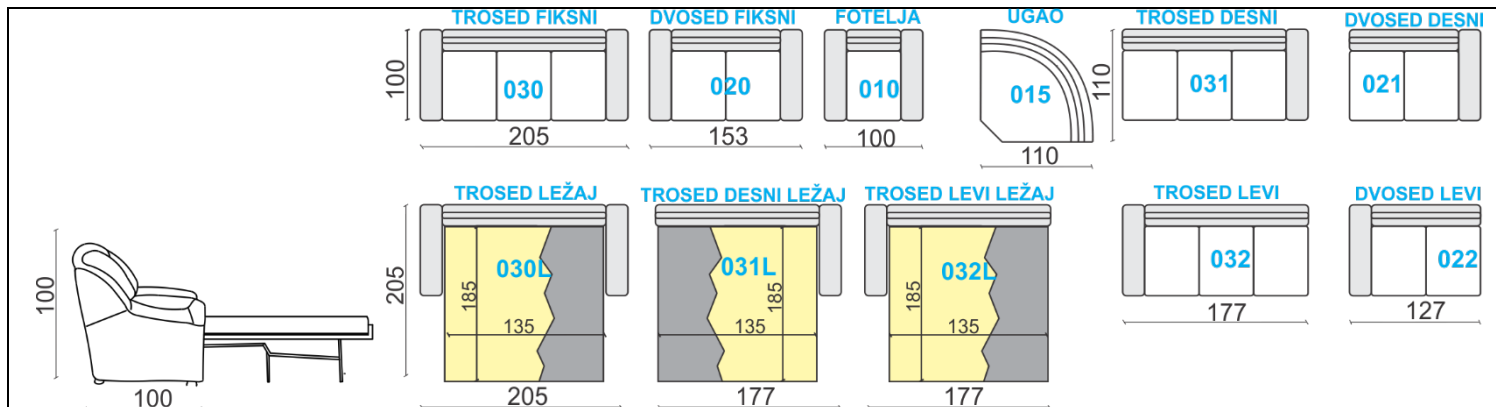 TROSED FIKSNI
DVOSED FIKSNI
FOTELJA
UGAO
TROSED DESNI
DVOSED DESNI
100
030
020
010
015
110
031
021
205
153
100
110
TROSED LEŽAJ
TROSED DESNI LEŽAJ
TROSED LEVI LEŽAJ
TROSED LEVI
DVOSED LEVI
100
205
030L
185
135
031L
185
135
032L
185
135
032
022
177
127
100
205
177
177